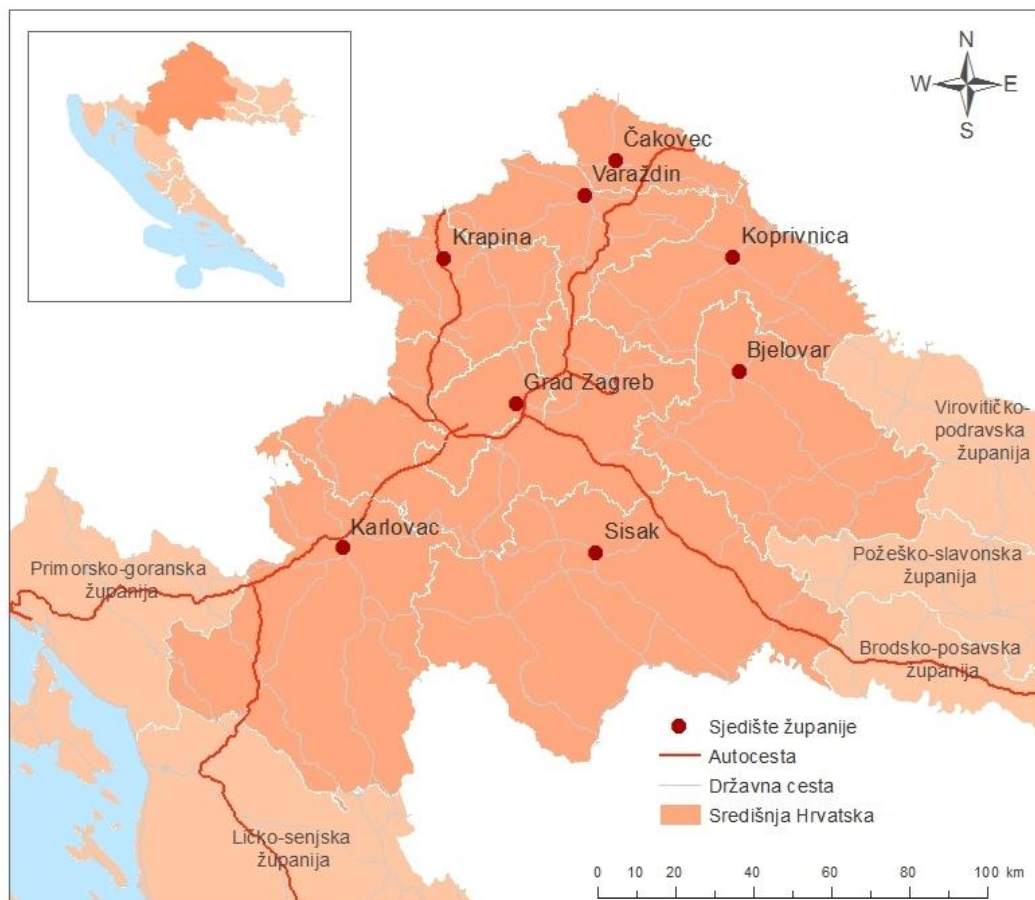 N
W E
S
Čakovec
Varaždin
Krapina
Koprivnica
Bjelovar
Grad Zagreb
Virovitičko-
podravska
županija
Karlovac
Sisak
Primorsko-goranska
županija
Požeško-slavonska
županija
Brodsko-posavska
županija
Sjedište županije
Autocesta
Državna cesta
Središnja Hrvatska
Ličko-senjska
županija
0 10 20 40 60 80 100 km